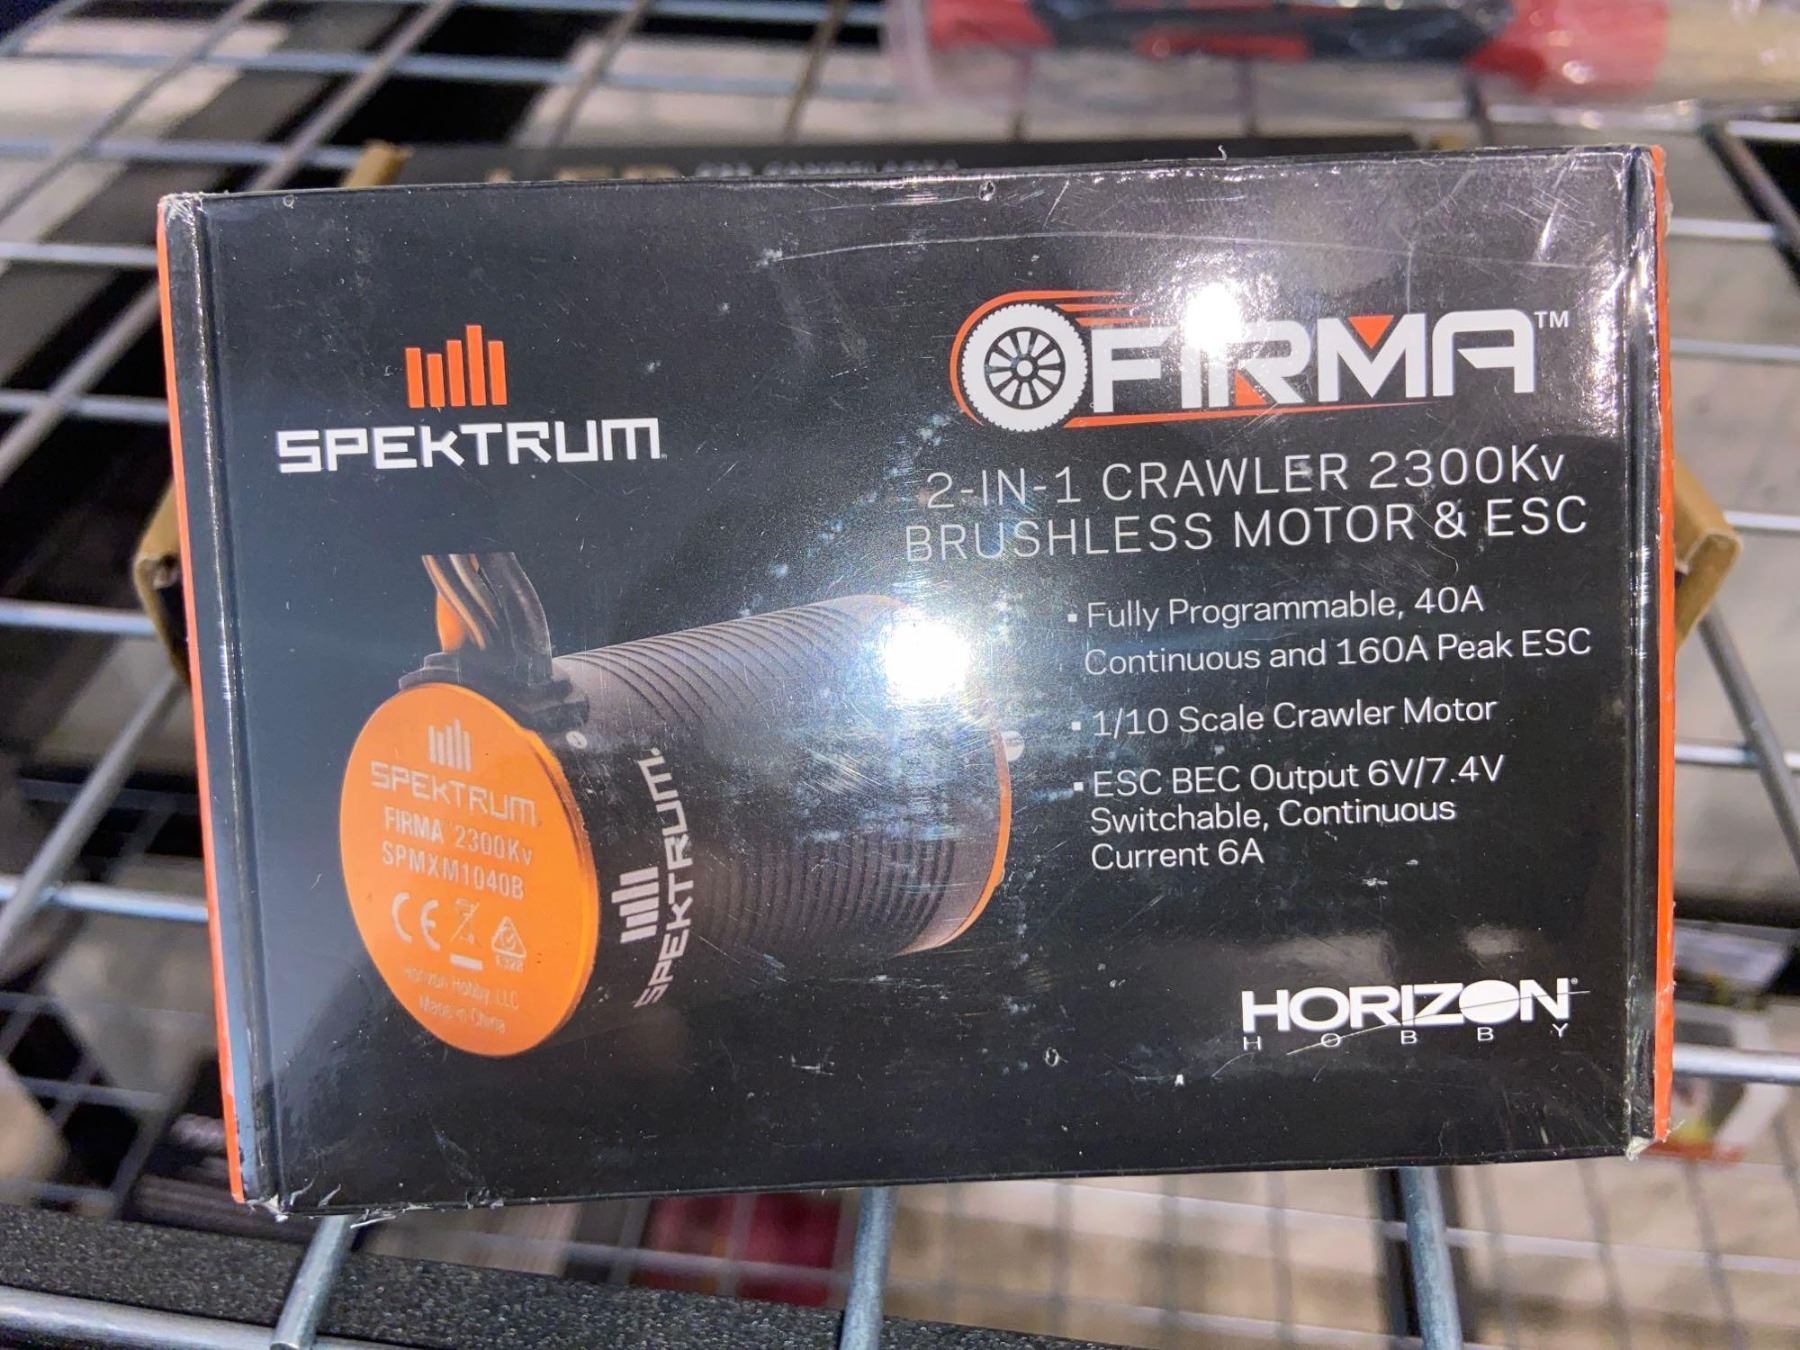 SPEKTRUM
FIRMA™
2-IN-1 CRAWLER 2300Kv
BRUSHLESS MOTOR & ESC
▪ Fully Programmable, 40A
Continuous and 160A Peak ESC
▪ 1/10 Scale Crawler Motor
▪ ESC BEC Output 6V/7.4V
Switchable, Continuous
Current 6A
SPEKTRUM
FIRMA™ 2300Kv
SPMXM1040B
CE
Horizon Hobby, LLC
Made in China
SPEKTRUM
HORIZON
HOBBY